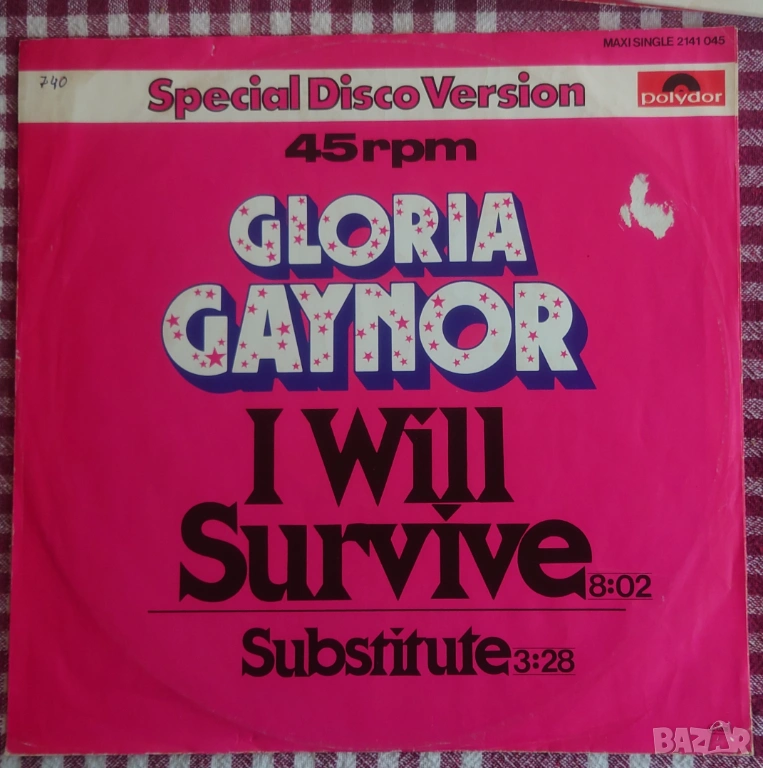 MAXI SINGLE 2141 045
740
Special Disco Version
polydor
45 rpm
GLORIA
GAYNOR
I Will
Survive 8:02
Substitute 3:28
BAZAR